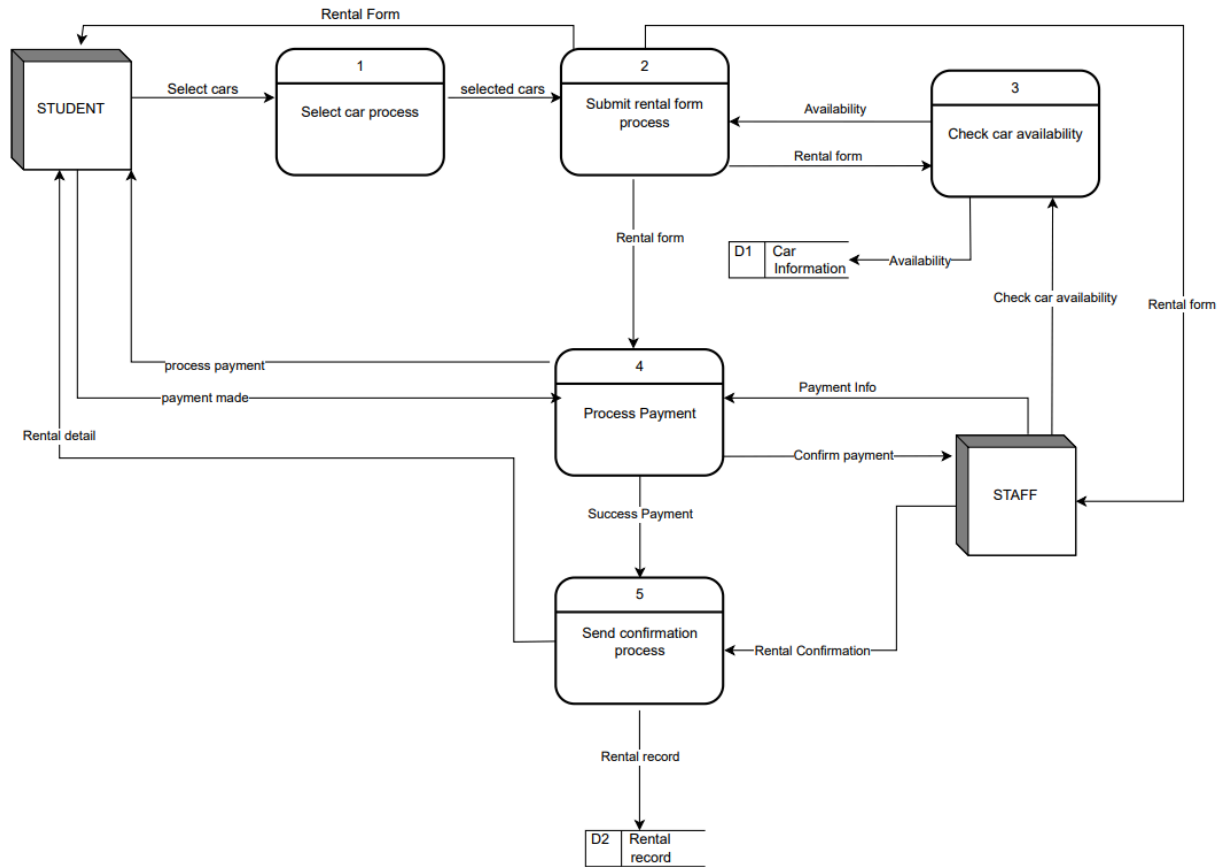 Rental Form
1
2
3
STUDENT
Select cars
selected cars
Select car process
Submit rental form
process
Availability
Check car availability
Rental form
Rental form
D1
Car
Information
Availability
Check car availability
Rental form
process payment
4
Payment Info
payment made
Process Payment
Rental detail
Confirm payment
STAFF
Success Payment
5
Send confirmation
process
Rental Confirmation
Rental record
D2
Rental
record